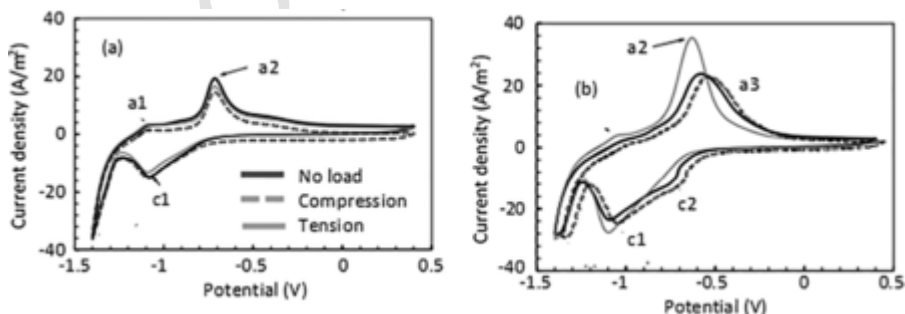 (a)
Current density (A/m²)
40
20
0
-20
-40
a1
a2
c1
No load
Compression
Tension
-1.5
-1
-0.5
0
0.5
Potential (V)
(b)
Current density (A/m²)
40
20
0
-20
-40
a2
a3
c2
c1
-1.5
-1
-0.5
0
0.5
Potential (V)